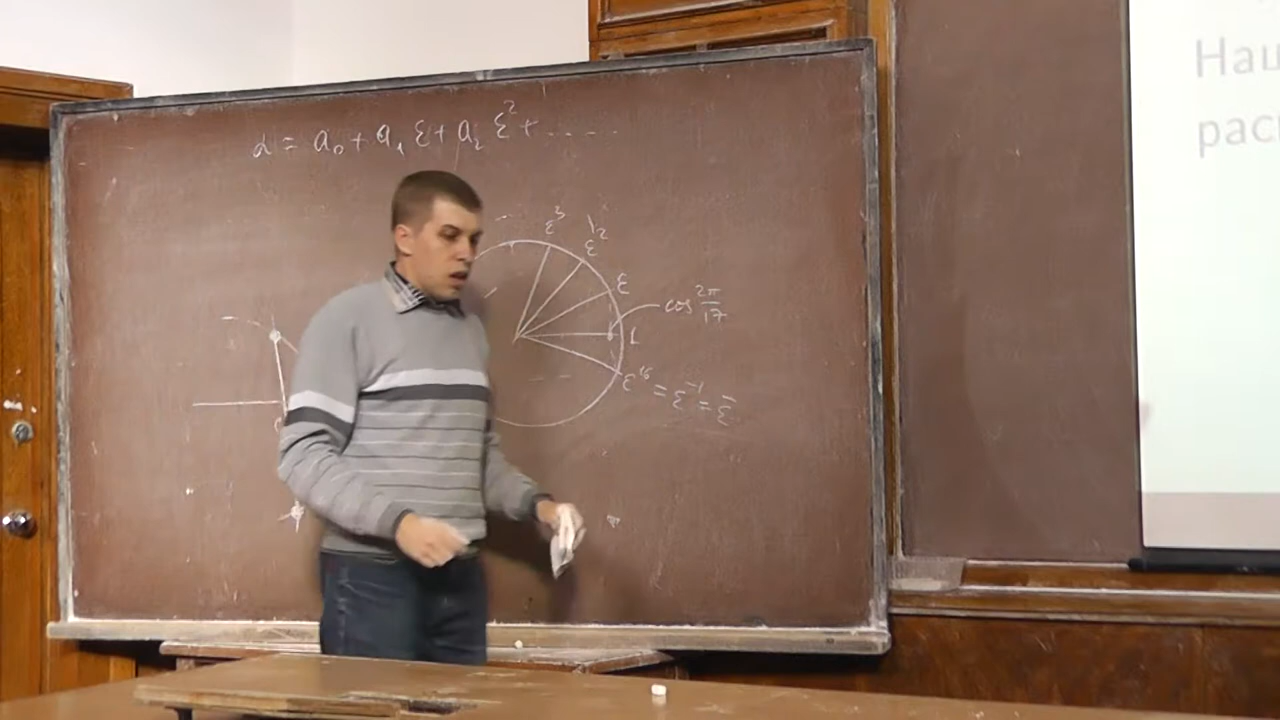 α = a₀ + a₁ ε + a₂ ε² + .....
ε³
ε²
ε
cos 2π/17
1
ε¹⁶ = ε⁻¹ = ε̄
Наш
рас